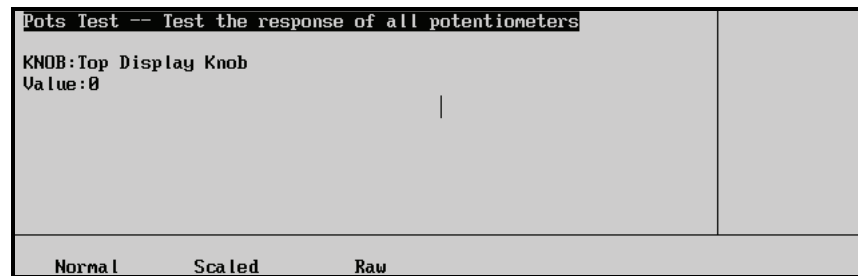 Pots Test -- Test the response of all potentiometers
KNOB:Top Display Knob
Value:0
Normal Scaled Raw